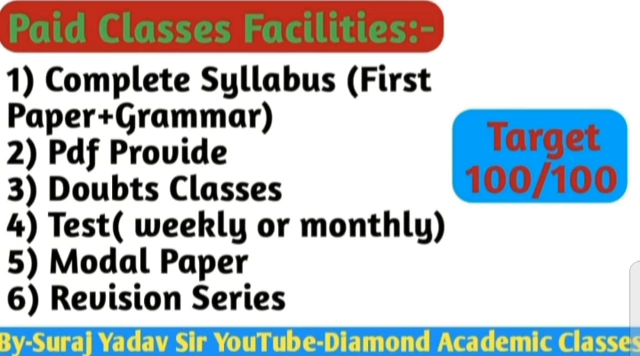 Paid Classes Facilities:-
1) Complete Syllabus (First
Paper+Grammar)
2) Pdf Provide
3) Doubts Classes
4) Test( weekly or monthly)
5) Modal Paper
6) Revision Series
Target
100/100
By-Suraj Yadav Sir YouTube-Diamond Academic Classes